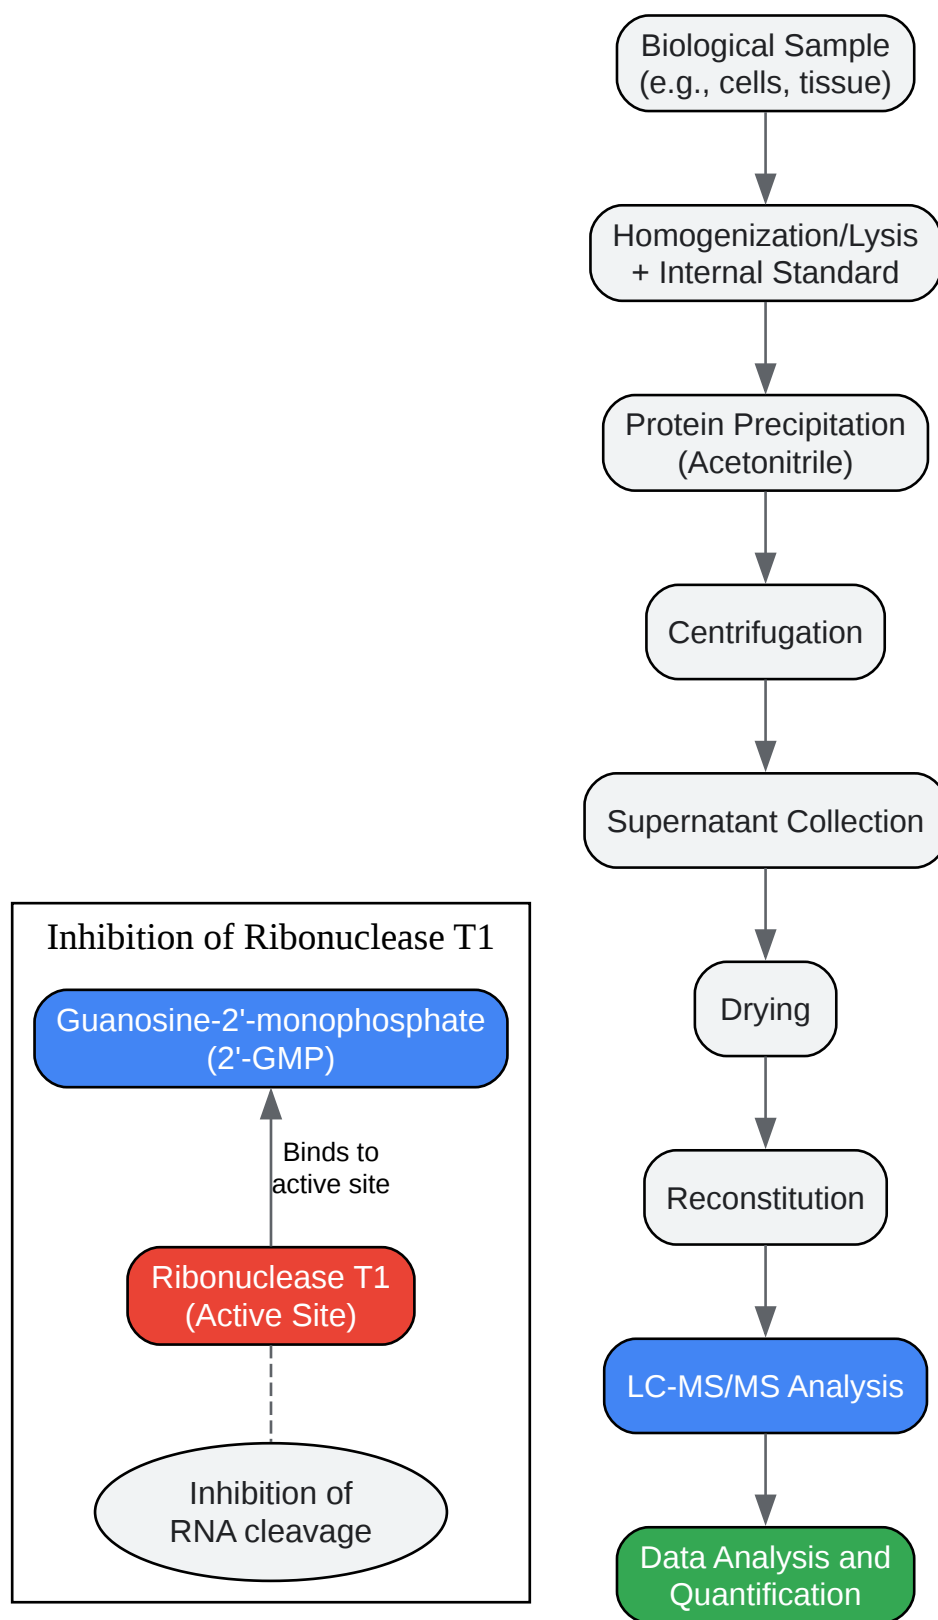 Biological Sample
(e.g., cells, tissue)
Homogenization/Lysis
+ Internal Standard
Protein Precipitation
(Acetonitrile)
Centrifugation
Supernatant Collection
Drying
Reconstitution
LC-MS/MS Analysis
Data Analysis and
Quantification
Inhibition of Ribonuclease T1
Guanosine-2'-monophosphate
(2'-GMP)
Binds to
active site
Ribonuclease T1
(Active Site)
Inhibition of
RNA cleavage